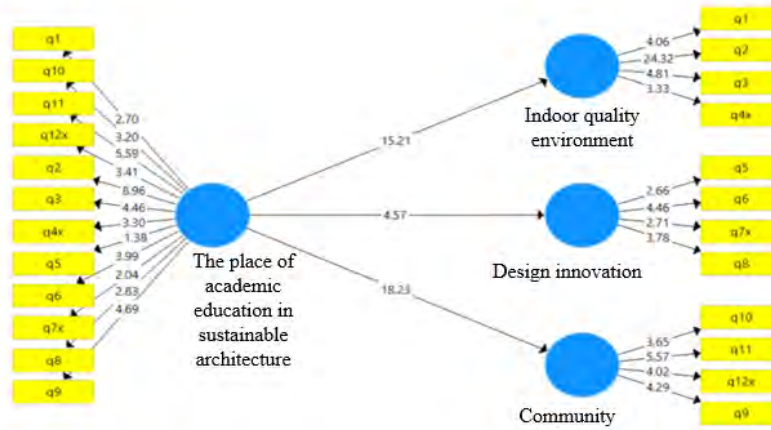 q1
q10
q11
q12x
q2
q3
q4x
q5
q6
q7x
q8
q9
2.70
3.20
5.59
3.41
8.96
4.46
3.30
1.38
3.99
2.04
2.83
4.69
The place of
academic
education in
sustainable
architecture
15.21
4.57
18.23
Indoor quality
environment
4.06
24.32
4.81
3.33
q1
q2
q3
q4x
Design innovation
2.66
4.46
2.71
3.78
q5
q6
q7x
q8
Community
3.65
5.57
4.02
4.29
q10
q11
q12x
q9